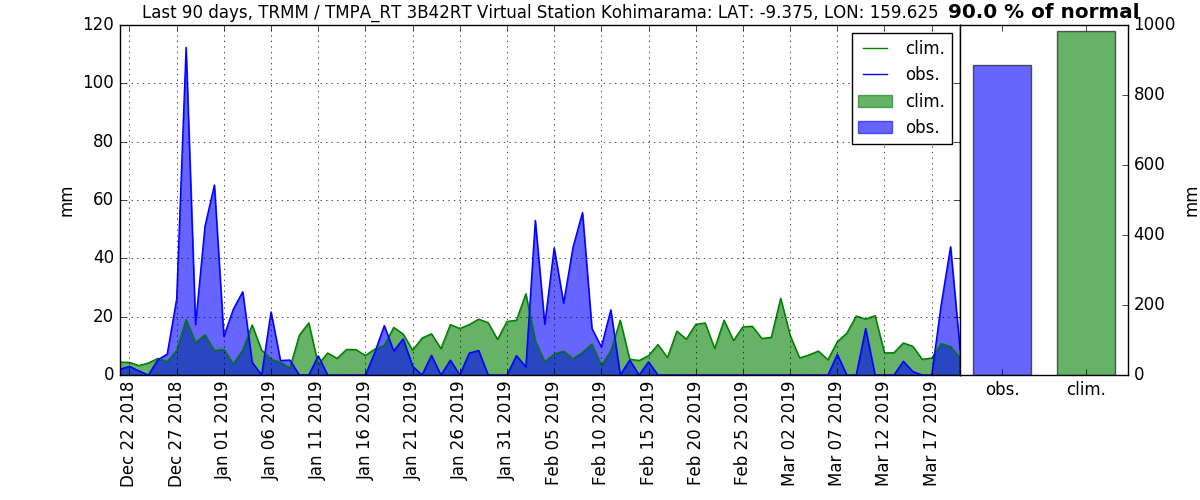 Last 90 days, TRMM / TMPA_RT 3B42RT Virtual Station Kohimarama: LAT: -9.375, LON: 159.625 90.0 % of normal
120
100
80
60
40
20
0
mm
clim.
obs.
clim.
obs.
1000
800
600
400
200
0
mm
obs.
clim.
Dec 22 2018
Dec 27 2018
Jan 01 2019
Jan 06 2019
Jan 11 2019
Jan 16 2019
Jan 21 2019
Jan 26 2019
Jan 31 2019
Feb 05 2019
Feb 10 2019
Feb 15 2019
Feb 20 2019
Feb 25 2019
Mar 02 2019
Mar 07 2019
Mar 12 2019
Mar 17 2019